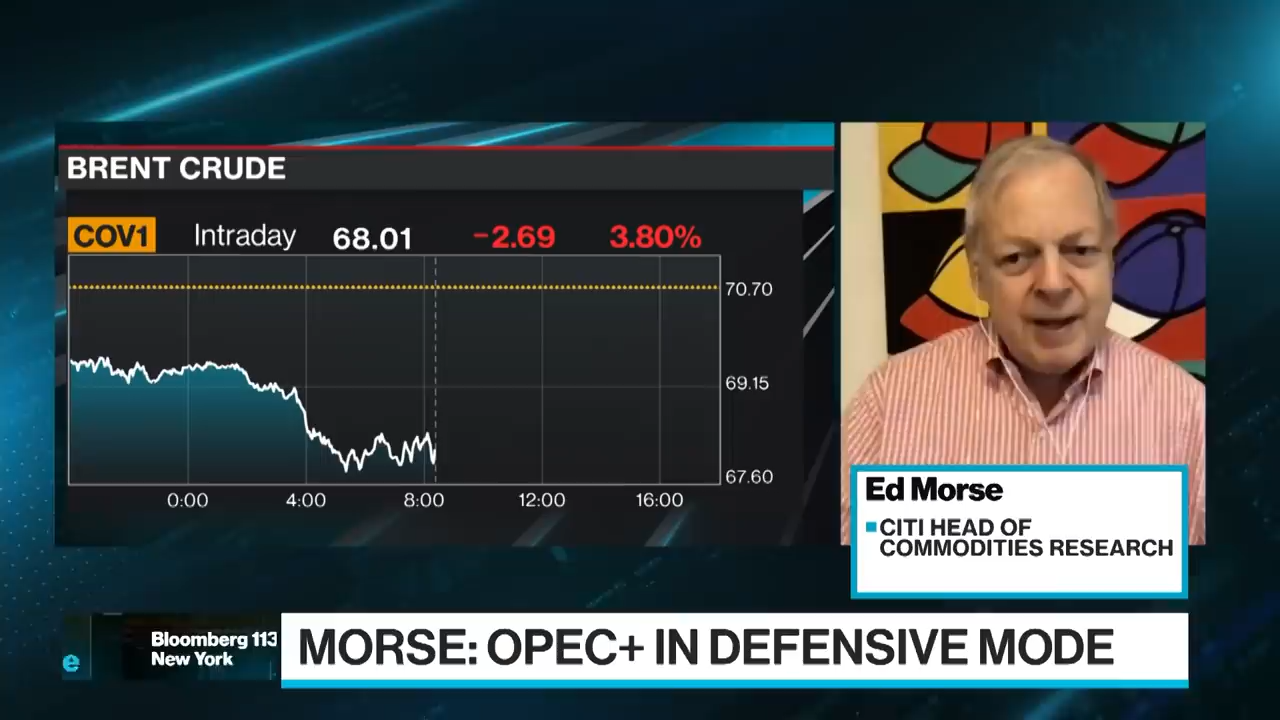 BRENT CRUDE
CO1 Intraday 68.01 -2.69 3.80%
70.70
69.15
67.60
0:00 4:00 8:00 12:00 16:00
Ed Morse
CITI HEAD OF
COMMODITIES RESEARCH
Bloomberg 113
New York
MORSE: OPEC+ IN DEFENSIVE MODE
e